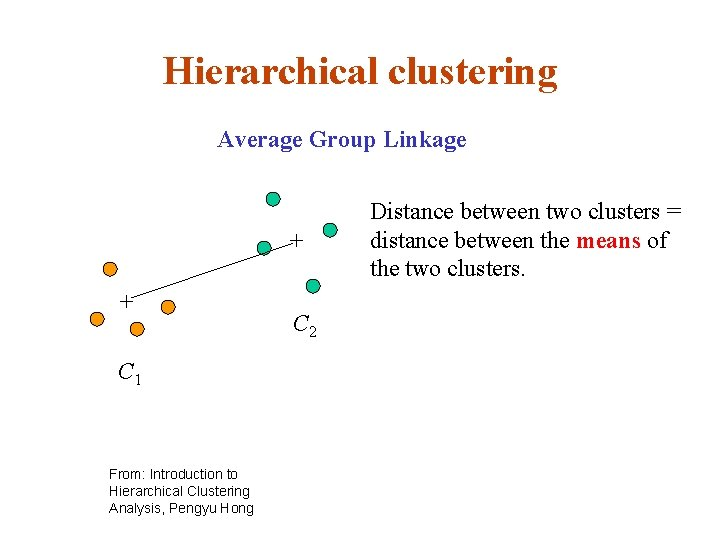 Hierarchical clustering
Average Group Linkage
Distance between two clusters =
distance between the means of
the two clusters.
+
+
C2
C1
From: Introduction to
Hierarchical Clustering
Analysis, Pengyu Hong